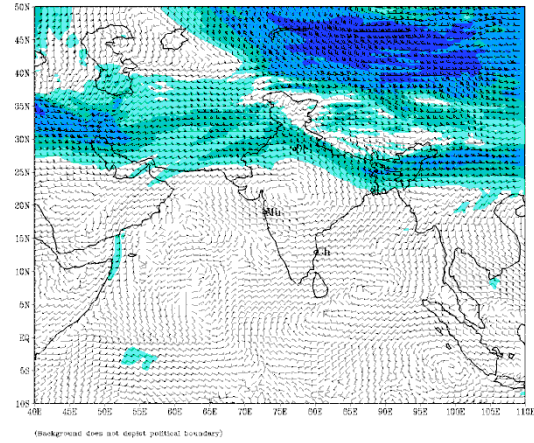 50N
45N
40N
35N
30N
25N
20N
Mu
15N
Ch
10N
5N
EQ
5S
10S
40E 45E 50E 55E 60E 65E 70E 75E 80E 85E 90E 95E 100E 105E 110E
(Background does not depict political boundary)